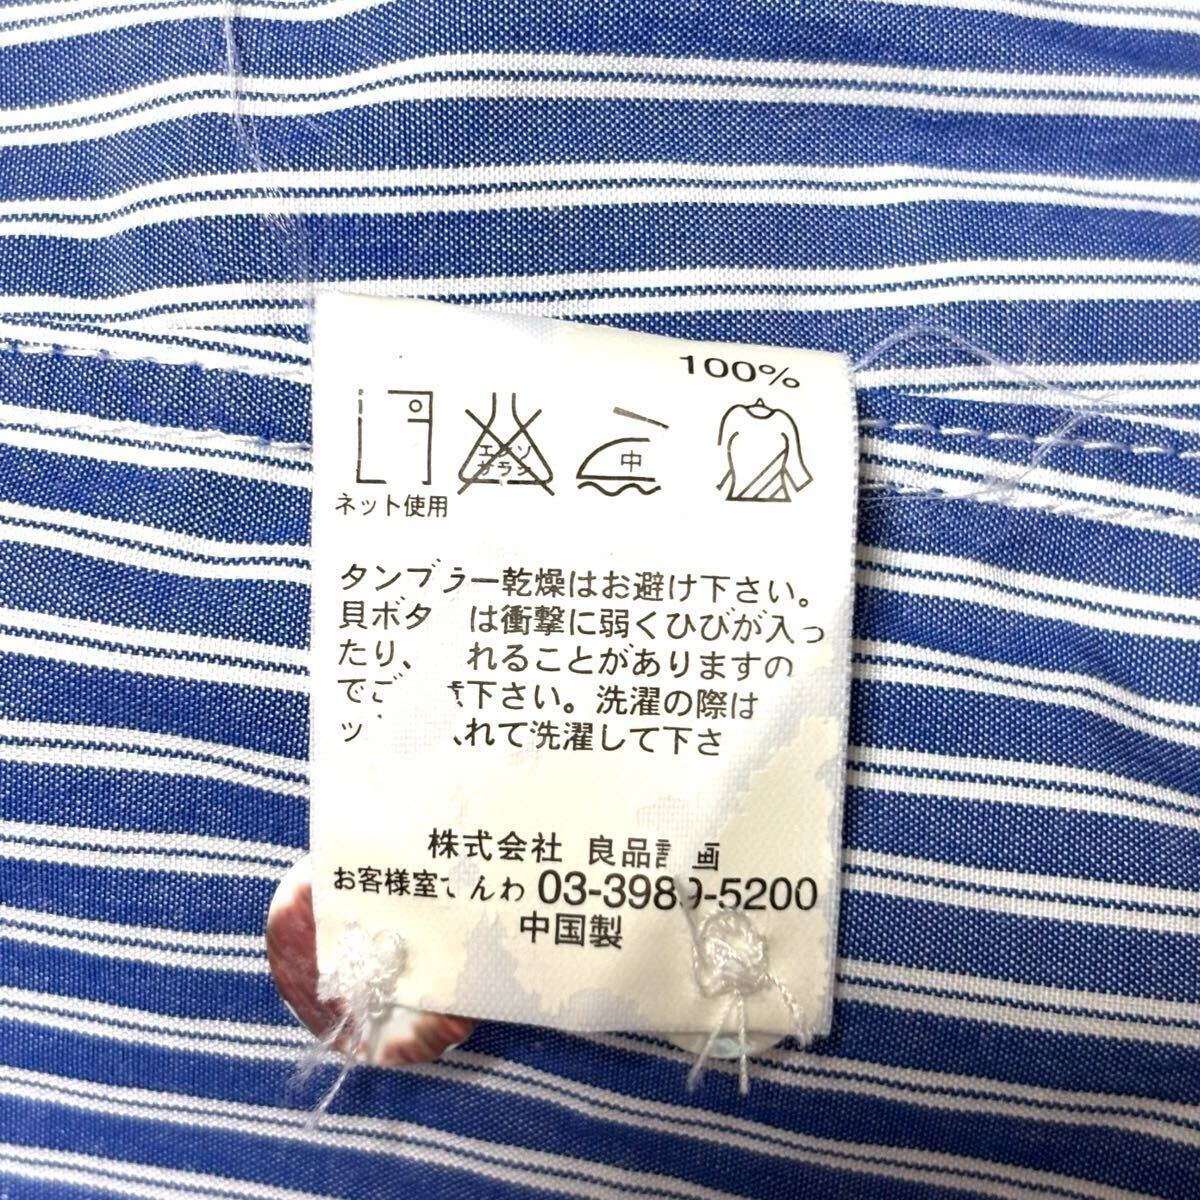 100%
エンソ
サラシ
中
ネット使用
タンブラー乾燥はお避け下さい。
貝ボタ は衝撃に弱くひびが入っ
たり、 れることがありますの
でご 下さい。洗濯の際は
ッ れて洗濯して下さ
株式会社 良品計画
お客様室でんわ 03-3989-5200
中国製